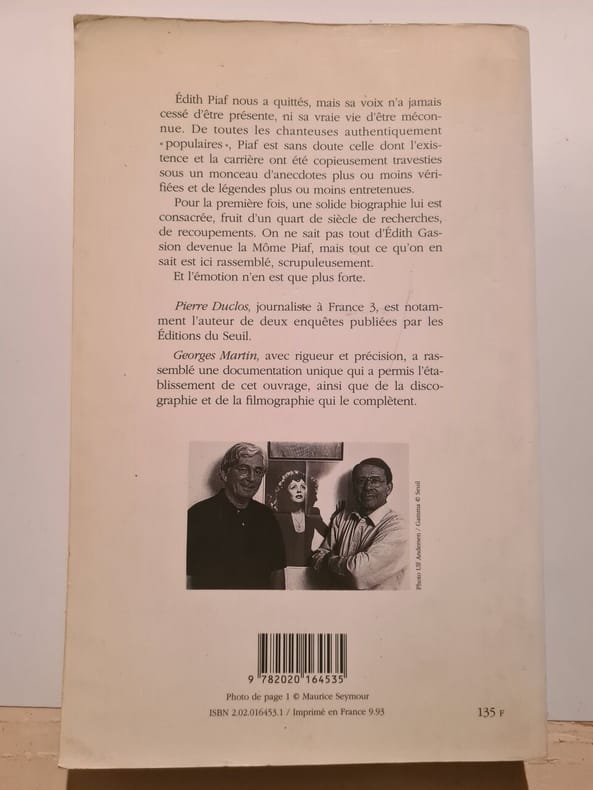 Édith Piaf nous a quittés, mais sa voix n'a jamais
cessé d'être présente, ni sa vraie vie d'être mécon-
nue. De toutes les chanteuses authentiquement
«populaires», Piaf est sans doute celle dont l'exis-
tence et la carrière ont été copieusement travesties
sous un monceau d'anecdotes plus ou moins véri-
fiées et de légendes plus ou moins entretenues.
Pour la première fois, une solide biographie lui est
consacrée, fruit d'un quart de siècle de recherches,
de recoupements. On ne sait pas tout d'Édith Gas-
sion devenue la Môme Piaf, mais tout ce qu'on en
sait est ici rassemblé, scrupuleusement.
Et l'émotion n'en est que plus forte.
Pierre Duclos, journaliste à France 3, est notam-
ment l'auteur de deux enquêtes publiées par les
Éditions du Seuil.
Georges Martin, avec rigueur et précision, a ras-
semblé une documentation unique qui a permis l'éta-
blissement de cet ouvrage, ainsi que de la disco-
graphie et de la filmographie qui le complètent.
Photo Ulf Andersen / Gamma © Seuil
9 782020 164535
Photo de page 1 © Maurice Seymour
ISBN 2.02.016453.1 / Imprimé en France 9.93
135 F